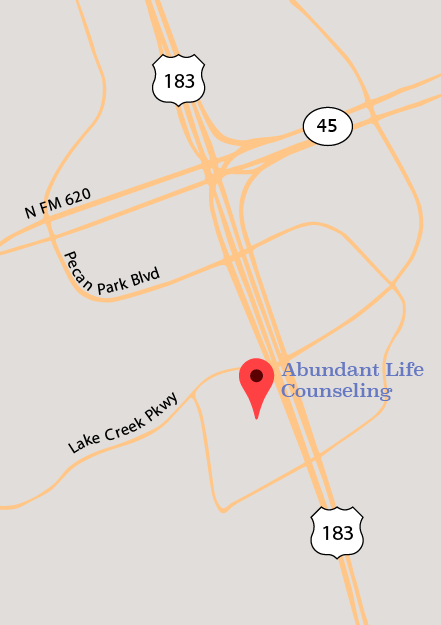 183
45
N FM 620
Pecan Park Blvd
Abundant Life
Counseling
Lake Creek Pkwy
183